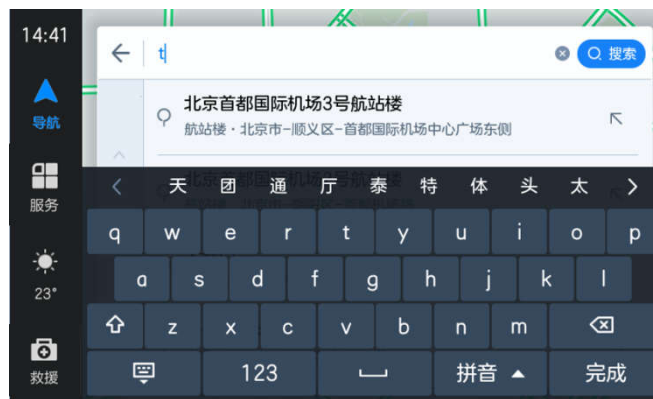 14:41
t
搜索
北京首都国际机场3号航站楼
航站楼·北京市-顺义区-首都国际机场中心广场东侧
导航
天 团 通 厅 泰 特 体 头 太
服务
q w e r t y u i o p
23°
a s d f g h j k l
z x c v b n m
救援
123 拼音 完成